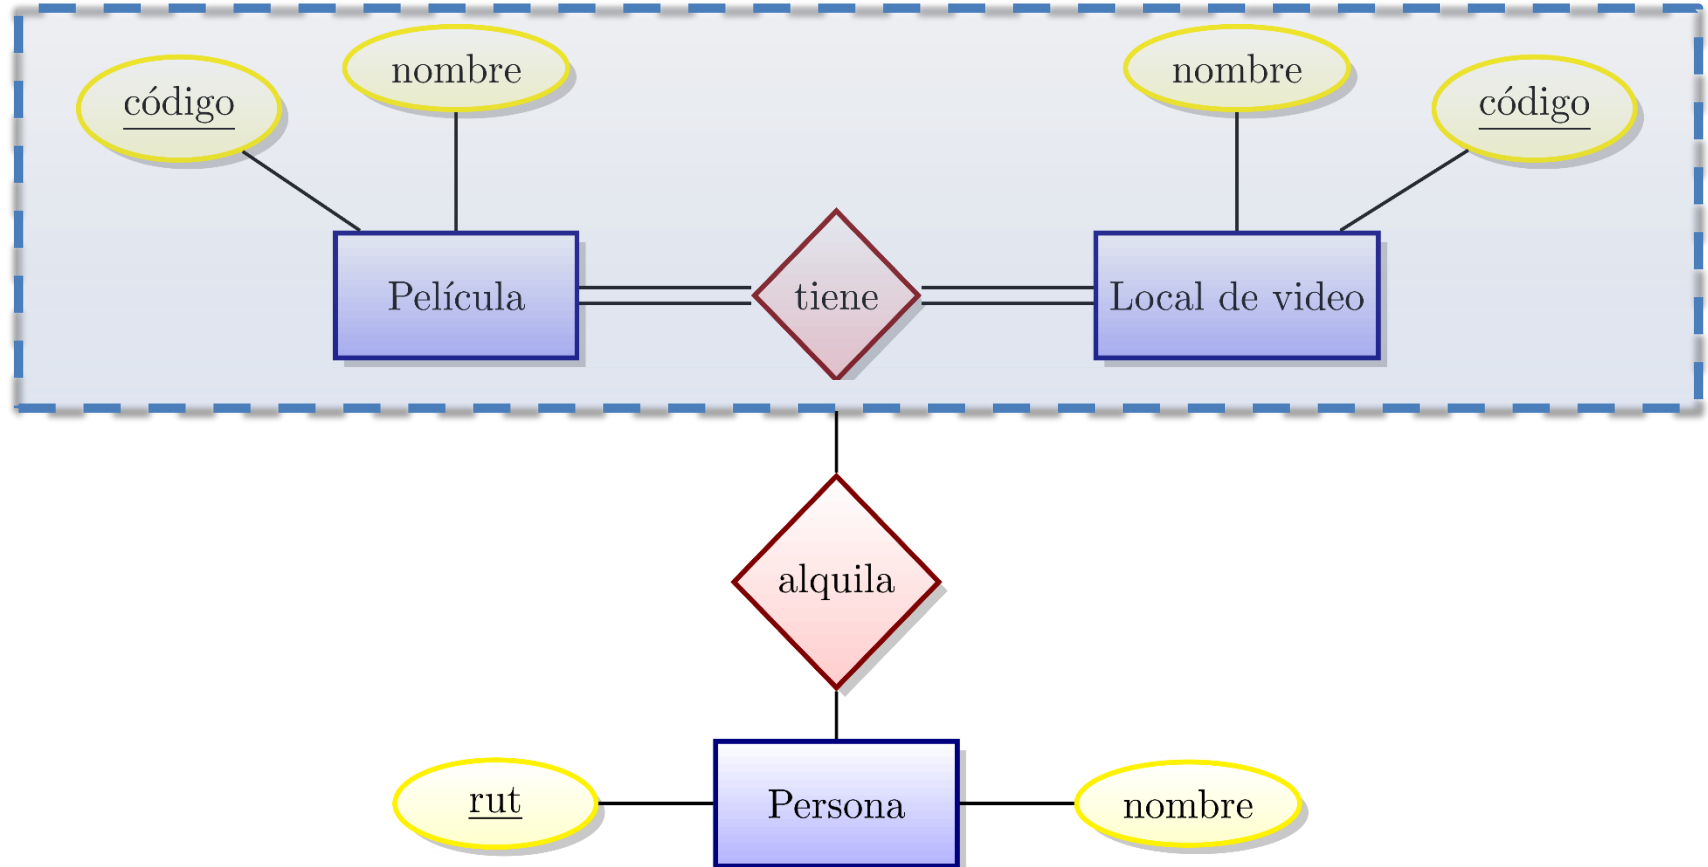 nombre
nombre
código
código
Película
tiene
Local de video
alquila
rut
Persona
nombre